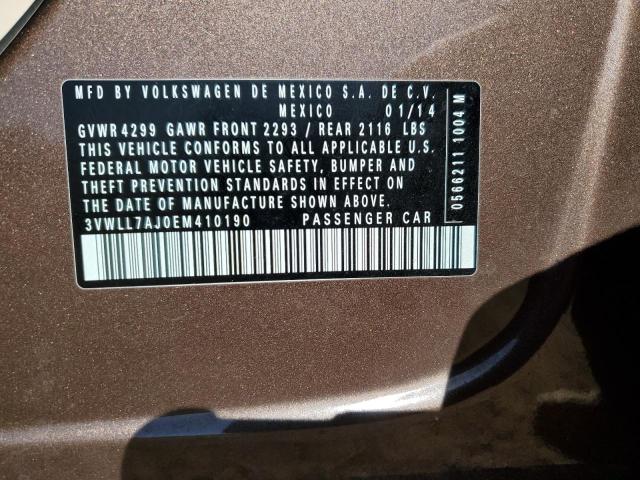 MFD BY VOLKSWAGEN DE MEXICO S.A. DE C.V.
MEXICO 01/14
GVWR 4299 GAWR FRONT 2293 / REAR 2116 LBS
THIS VEHICLE CONFORMS TO ALL APPLICABLE U.S.
FEDERAL MOTOR VEHICLE SAFETY, BUMPER AND
THEFT PREVENTION STANDARDS IN EFFECT ON
THE DATE OF MANUFACTURE SHOWN ABOVE.
3VWLL7AJ0EM410190 PASSENGER CAR
0566211 1004 M